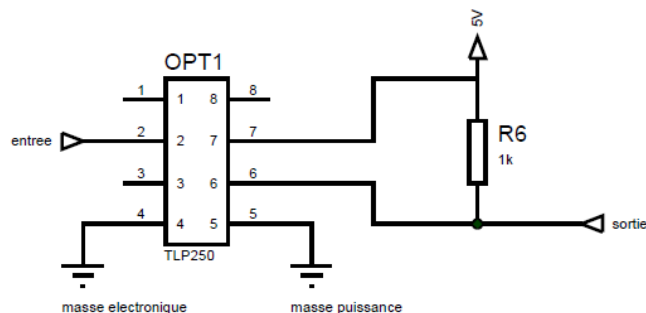 5V
OPT1
1 1 8 8
entree 2 2 7 7
R6
1k
3 3 6 6
4 4 5 5
sortie
TLP250
masse electronique masse puissance